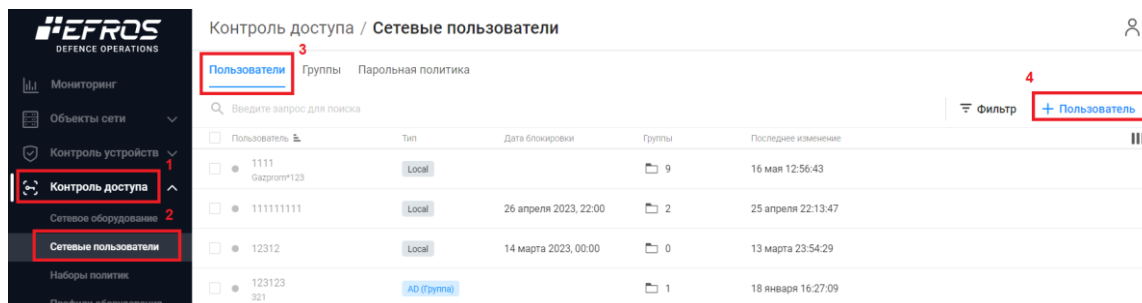 EFROS
DEFENCE OPERATIONS
Контроль доступа / Сетевые пользователи
3
Пользователи Группы Парольная политика
4
Введите запрос для поиска
Фильтр
+ Пользователь
Пользователь Тип Дата блокировки Группы Последнее изменение
1111 Local 9 16 мая 12:56:43
Gazprom*123
111111111 Local 26 апреля 2023, 22:00 2 25 апреля 22:13:47
12312 Local 14 марта 2023, 00:00 0 13 марта 23:54:29
123123 AD (Группа) 1 18 января 16:27:09
321
Мониторинг
Объекты сети
Контроль устройств
1
Контроль доступа
Сетевое оборудование 2
Сетевые пользователи
Наборы политик
Профили оборудования